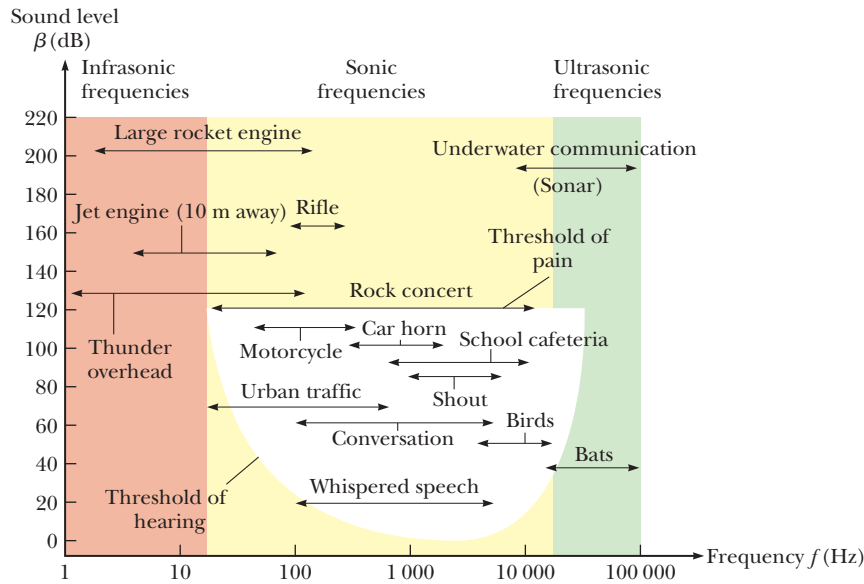 Sound level
β (dB)
Infrasonic
frequencies
Sonic
frequencies
Ultrasonic
frequencies
220
Large rocket engine
200
Underwater communication
(Sonar)
180
Jet engine (10 m away)
Rifle
160
Threshold of
pain
140
Rock concert
120
Car horn
Motorcycle
School cafeteria
100
Thunder
overhead
80
Shout
Urban traffic
60
Birds
Conversation
Bats
40
Whispered speech
Threshold of
hearing
20
0
Frequency f (Hz)
1
10
100
1 000
10 000
100 000